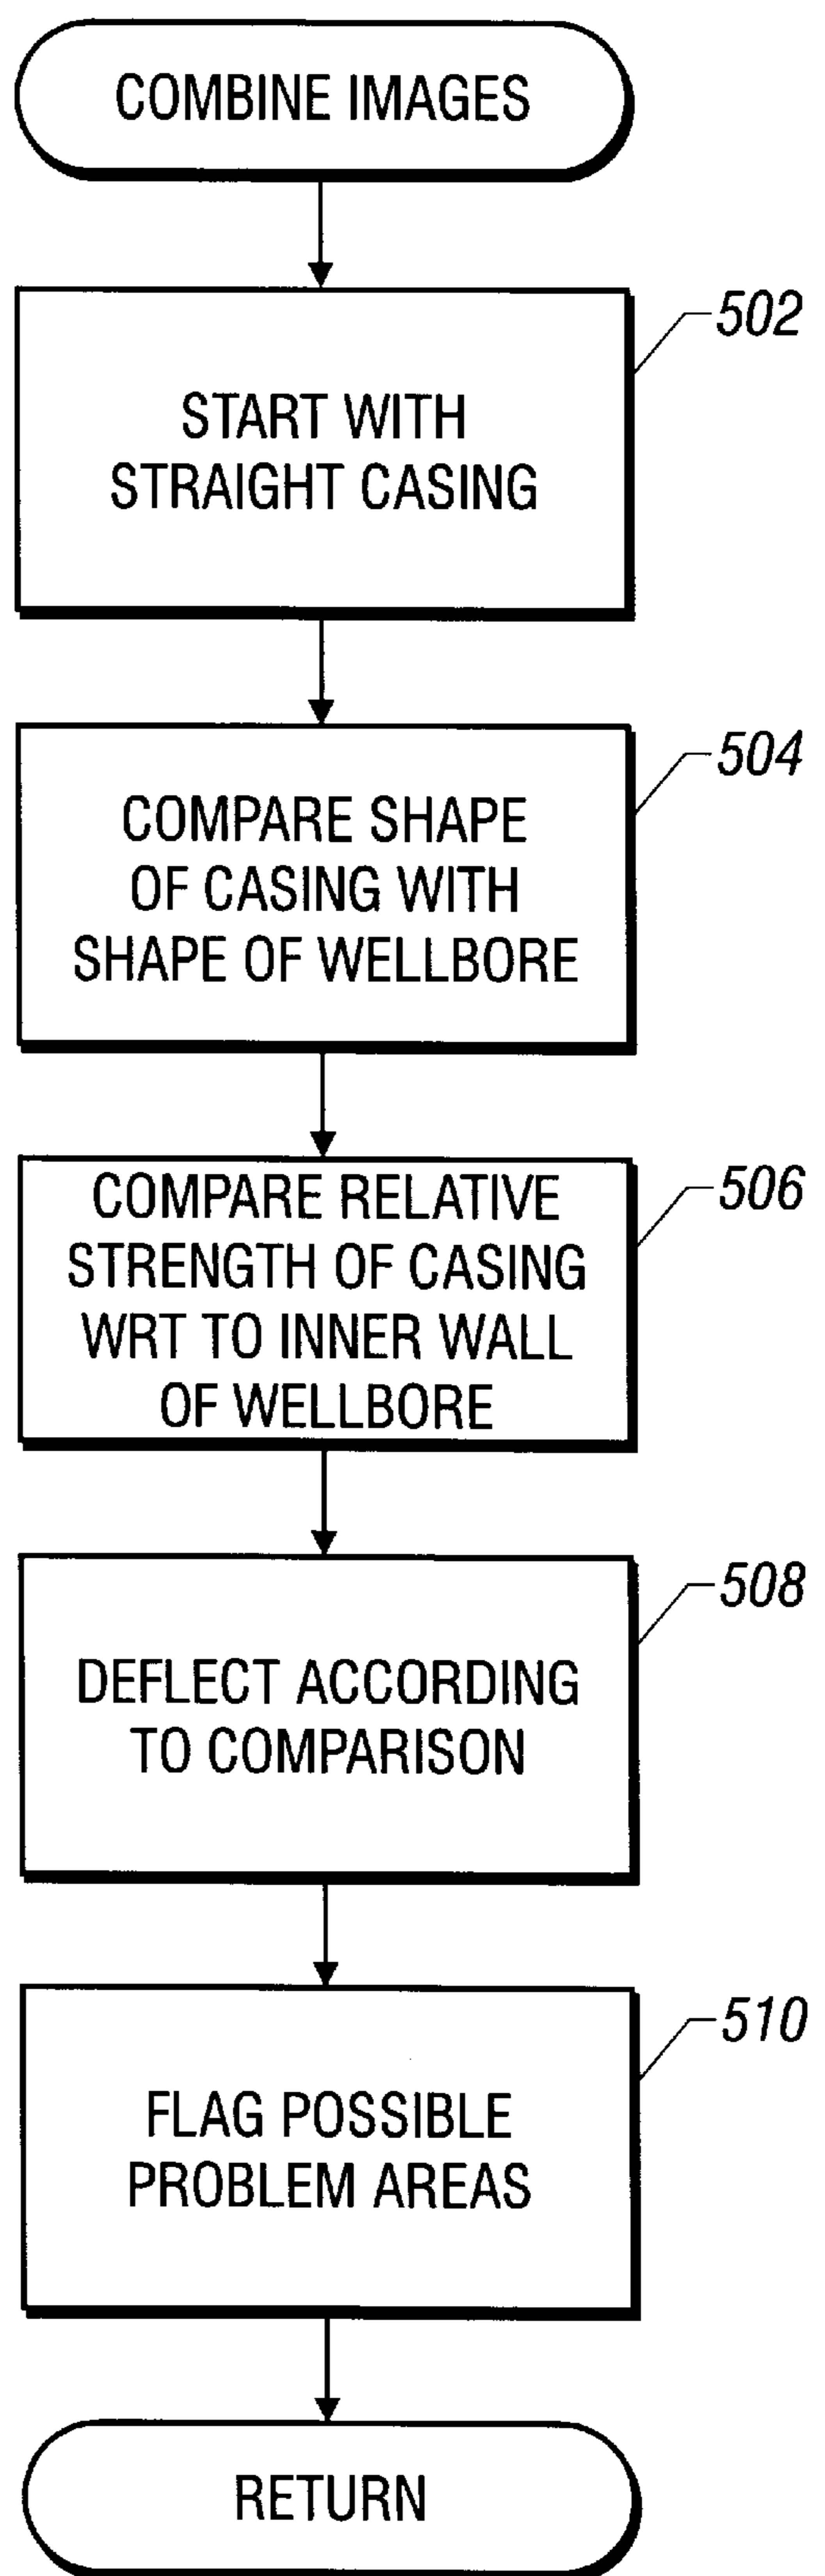 COMBINE IMAGES
502
START WITH
STRAIGHT CASING
504
COMPARE SHAPE
OF CASING WITH
SHAPE OF WELLBORE
506
COMPARE RELATIVE
STRENGTH OF CASING
WRT TO INNER WALL
OF WELLBORE
508
DEFLECT ACCORDING
TO COMPARISON
510
FLAG POSSIBLE
PROBLEM AREAS
RETURN